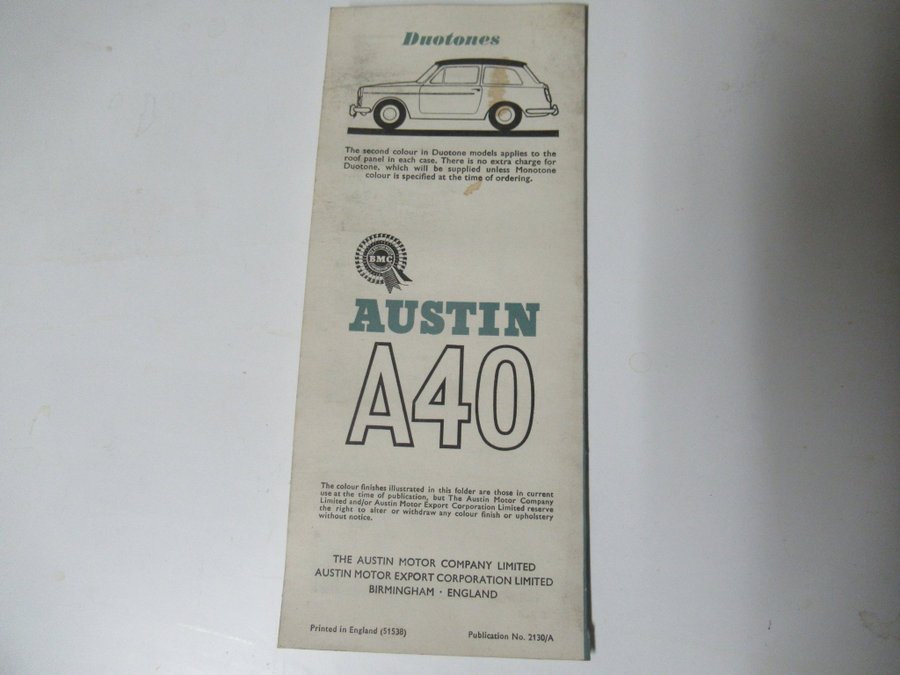 Duotones
The second colour in Duotone models applies to the
roof panel in each case. There is no extra charge for
Duotone, which will be supplied unless Monotone
colour is specified at the time of ordering.
BMC
AUSTIN
A40
The colour finishes illustrated in this folder are those in current
use at the time of publication, but The Austin Motor Company
Limited and/or Austin Motor Export Corporation Limited reserve
the right to alter or withdraw any colour finish or upholstery
without notice.
THE AUSTIN MOTOR COMPANY LIMITED
AUSTIN MOTOR EXPORT CORPORATION LIMITED
BIRMINGHAM · ENGLAND
Printed in England (51538)
Publication No. 2130/A